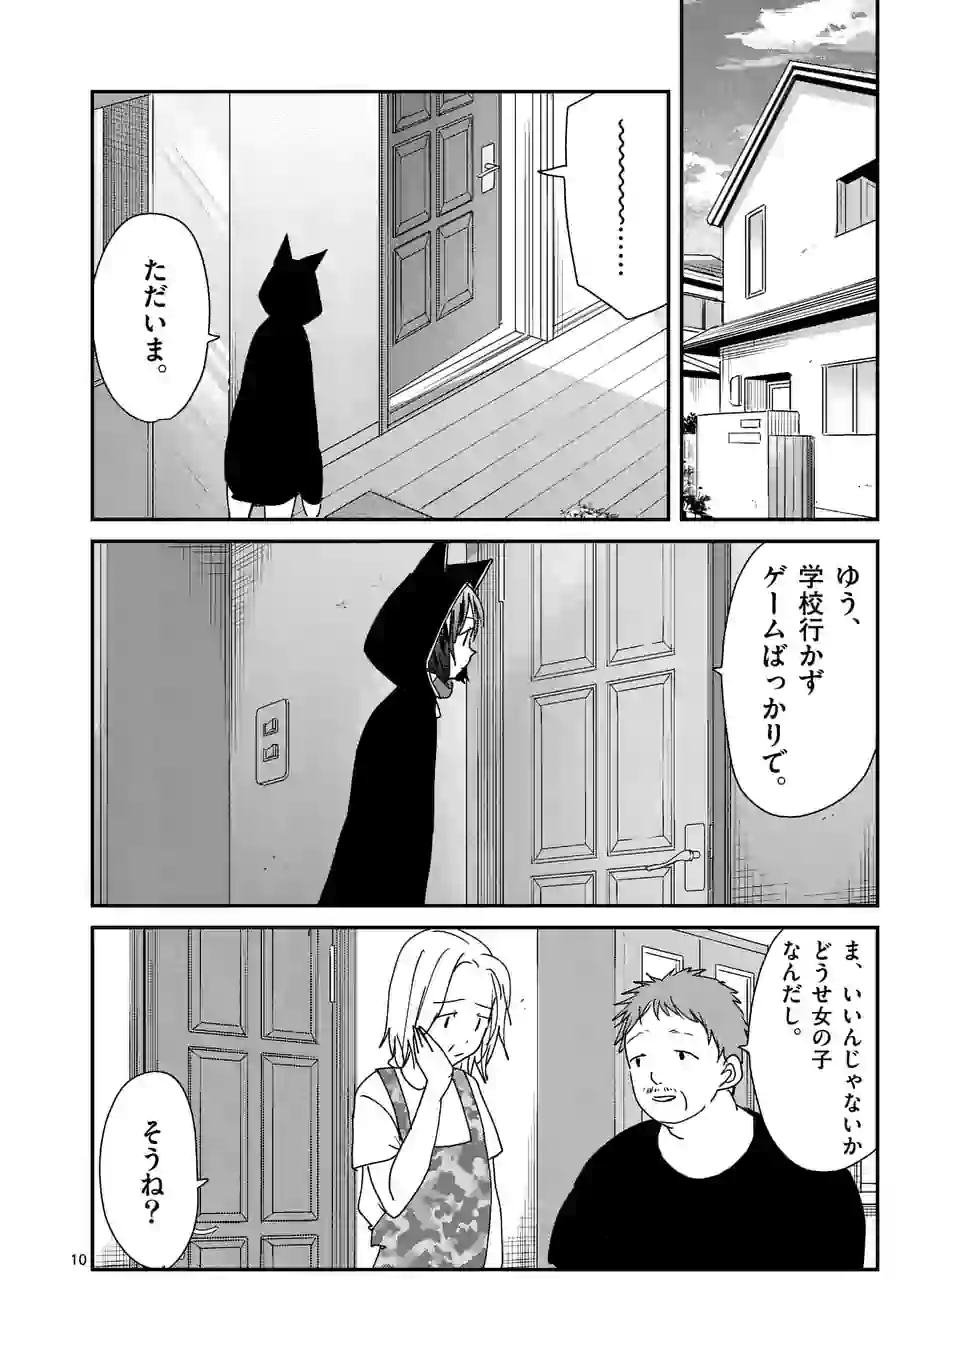 〜〜〜〜………
ただいま。
ゆう、
学校行かず
ゲームばっかりで。
ま、いいんじゃないか
どうせ女の子
なんだし。
そうね？
10